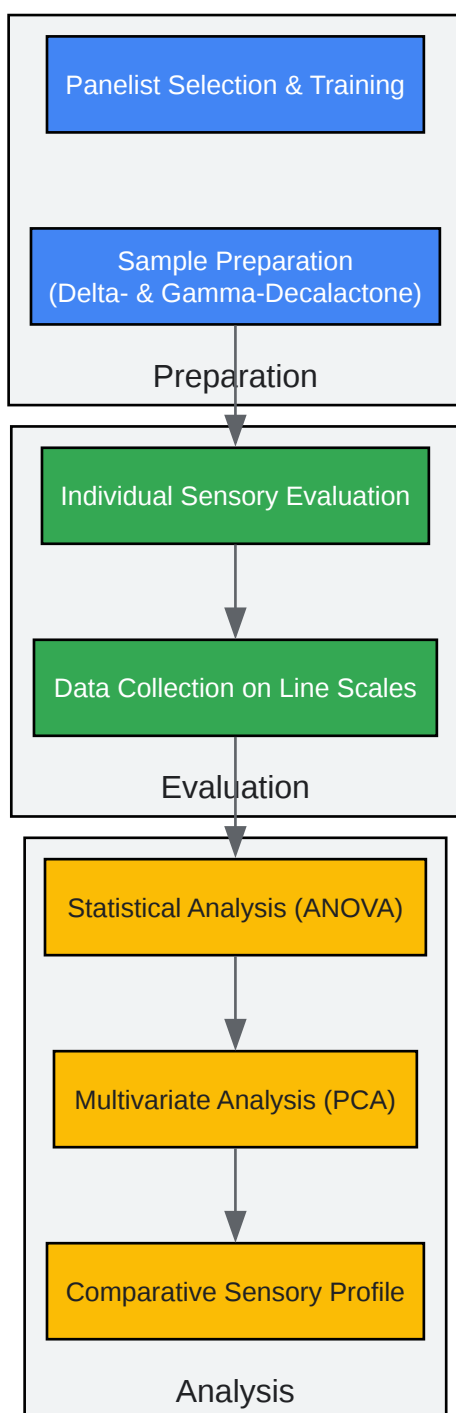 Panelist Selection & Training
Sample Preparation
(Delta- & Gamma-Decalactone)
Preparation
Individual Sensory Evaluation
Data Collection on Line Scales
Evaluation
Statistical Analysis (ANOVA)
Multivariate Analysis (PCA)
Comparative Sensory Profile
Analysis